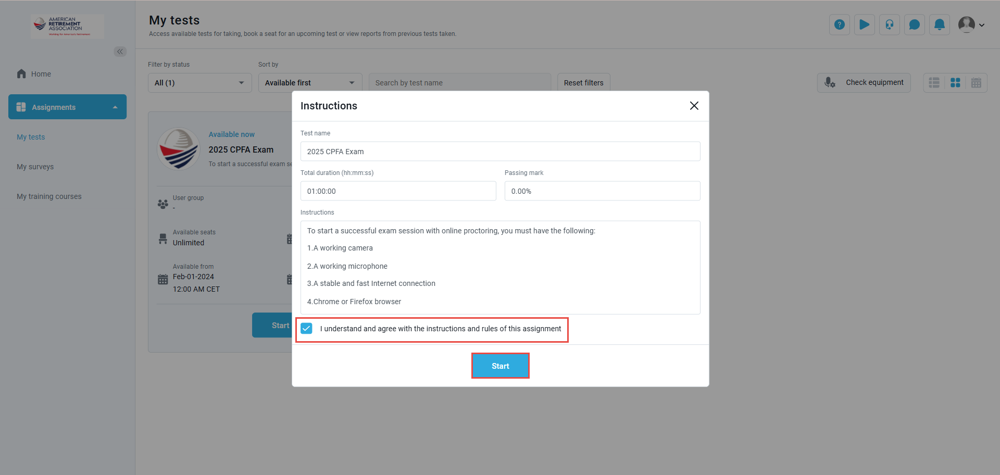 AMERICAN
RETIREMENT
ASSOCIATION
Working for America's Retirement
My tests
Access available tests for taking, book a seat for an upcoming test or view reports from previous tests taken.
Home
Assignments
My tests
My surveys
My training courses
Filter by status
Sort by
All (1)
Available first
Search by test name
Reset filters
Check equipment
Available now
2025 CPFA Exam
To start a successful exam se
User group
-
Available seats
Unlimited
Available from
Feb-01-2024
12:00 AM CET
Start
Instructions
Test name
2025 CPFA Exam
Total duration (hh:mm:ss)
Passing mark
01:00:00
0.00%
Instructions
To start a successful exam session with online proctoring, you must have the following:
1.A working camera
2.A working microphone
3.A stable and fast Internet connection
4.Chrome or Firefox browser
I understand and agree with the instructions and rules of this assignment
Start